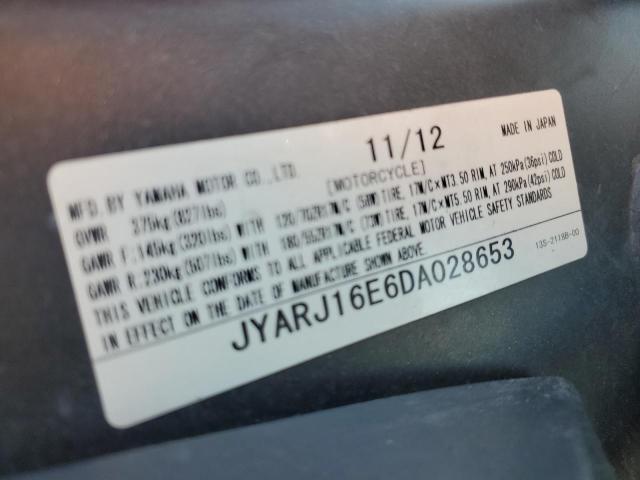 11/12 MADE IN JAPAN
MFD. BY YAMAHA MOTOR CO., LTD. [MOTORCYCLE]
GVWR 375kg(827lbs)
GAWR F.:145kg(320lbs) WITH 120/70ZR17M/C (58W) TIRE, 17M/C×MT3.50 RIM, AT 250kPa(36psi) COLD
GAWR R.:230kg(507lbs) WITH 180/55ZR17M/C (73W) TIRE, 17M/C×MT5.50 RIM, AT 290kPa(42psi) COLD
THIS VEHICLE CONFORMS TO ALL APPLICABLE FEDERAL MOTOR VEHICLE SAFETY STANDARDS
IN EFFECT ON THE DATE OF MANUFACTURE SHOWN ABOVE. 13S-2119B-00
JYARJ16E6DA028653